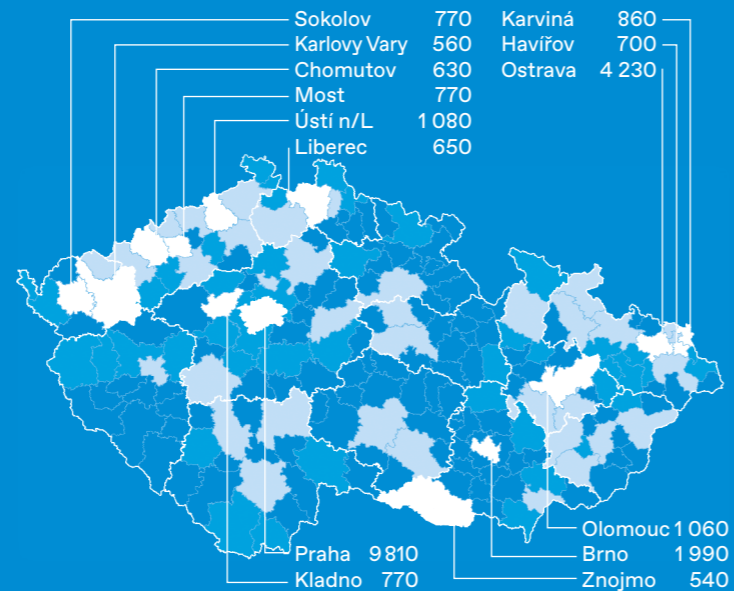 Sokolov 770
Karlovy Vary 560
Chomutov 630
Most 770
Ústí n/L 1 080
Liberec 650
Karviná 860
Havířov 700
Ostrava 4 230
Praha 9 810
Kladno 770
Olomouc 1 060
Brno 1 990
Znojmo 540